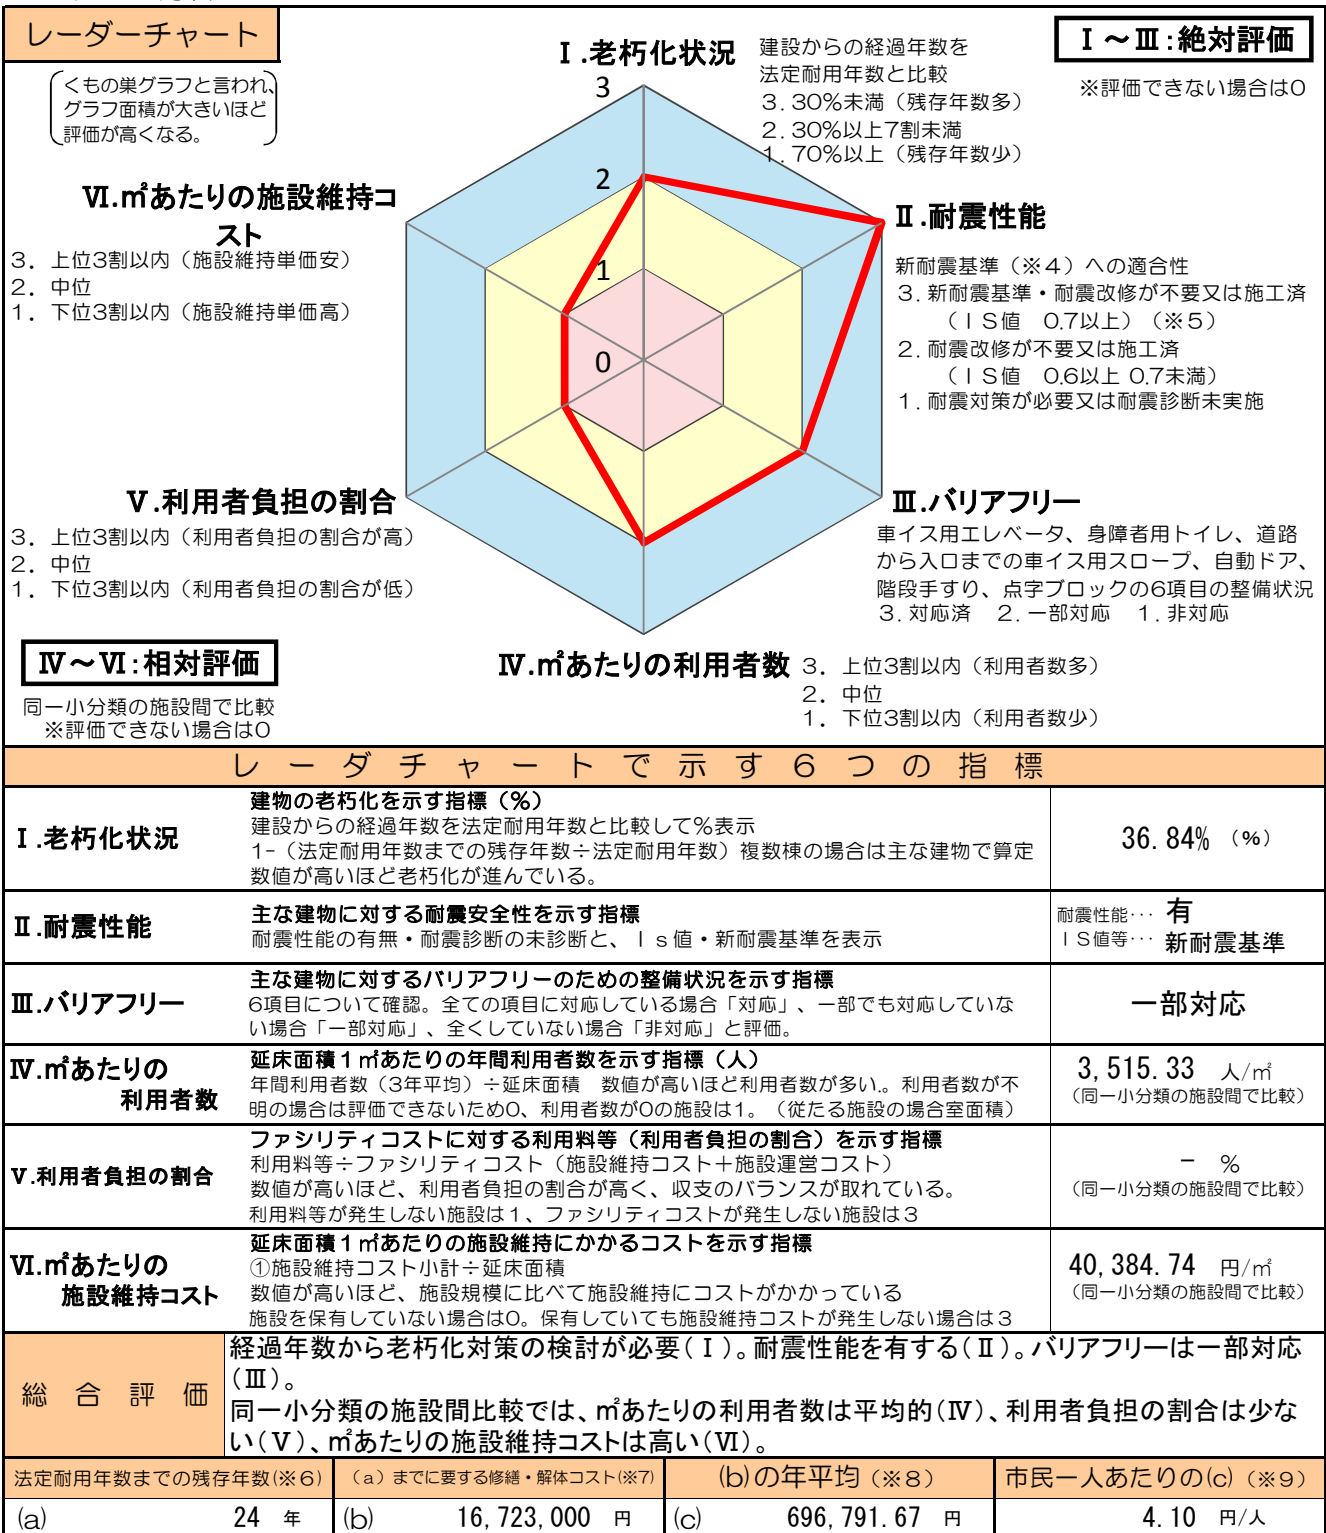 レーダーチャート
くもの巣グラフと言われ、
グラフ面積が大きいほど
評価が高くなる。
Ⅰ.老朽化状況
建設からの経過年数を
法定耐用年数と比較
3．30％未満（残存年数多）
2．30％以上7割未満
1．70％以上（残存年数少）
Ⅰ～Ⅲ:絶対評価
※評価できない場合は0
3
2
1
0
Ⅵ.㎡あたりの施設維持コ
スト
3． 上位3割以内（施設維持単価安）
2． 中位
1． 下位3割以内（施設維持単価高）
Ⅱ.耐震性能
新耐震基準（※4）への適合性
3．新耐震基準・耐震改修が不要又は施工済
（ＩＳ値　0.7以上）（※5）
2．耐震改修が不要又は施工済
（ＩＳ値　0.6以上 0.7未満）
1．耐震対策が必要又は耐震診断未実施
Ⅴ.利用者負担の割合
3． 上位3割以内（利用者負担の割合が高）
2． 中位
1． 下位3割以内（利用者負担の割合が低）
Ⅲ.バリアフリー
車イス用エレベータ、身障者用トイレ、道路
から入口までの車イス用スロープ、自動ドア、
階段手すり、点字ブロックの6項目の整備状況
3．対応済　2．一部対応　1．非対応
Ⅳ～Ⅵ:相対評価
同一小分類の施設間で比較
※評価できない場合は0
Ⅳ.㎡あたりの利用者数
3． 上位3割以内（利用者数多）
2． 中位
1． 下位3割以内（利用者数少）
レーダチャートで示す6つの指標
Ⅰ.老朽化状況
建物の老朽化を示す指標（％）
建設からの経過年数を法定耐用年数と比較して％表示
1-（法定耐用年数までの残存年数÷法定耐用年数）複数棟の場合は主な建物で算定
数値が高いほど老朽化が進んでいる。
36.84% （％）
Ⅱ.耐震性能
主な建物に対する耐震安全性を示す指標
耐震性能の有無・耐震診断の未診断と、Ｉｓ値・新耐震基準を表示
耐震性能… 有
ＩＳ値等… 新耐震基準
Ⅲ.バリアフリー
主な建物に対するバリアフリーのための整備状況を示す指標
6項目について確認。全ての項目に対応している場合「対応」、一部でも対応していな
い場合「一部対応」、全くしていない場合「非対応」と評価。
一部対応
Ⅳ.㎡あたりの
利用者数
延床面積１㎡あたりの年間利用者数を示す指標（人）
年間利用者数（3年平均）÷延床面積　数値が高いほど利用者数が多い。利用者数が不
明の場合は評価できないため0、利用者数が0の施設は1。（従たる施設の場合室面積）
3,515.33 人/㎡
（同一小分類の施設間で比較）
Ⅴ.利用者負担の割合
ファシリティコストに対する利用料等（利用者負担の割合）を示す指標
利用料等÷ファシリティコスト（施設維持コスト＋施設運営コスト）
数値が高いほど、利用者負担の割合が高く、収支のバランスが取れている。
利用料等が発生しない施設は１、ファシリティコストが発生しない施設は３
－ ％
（同一小分類の施設間で比較）
Ⅵ.㎡あたりの
施設維持コスト
延床面積１㎡あたりの施設維持にかかるコストを示す指標
①施設維持コスト小計÷延床面積
数値が高いほど、施設規模に比べて施設維持にコストがかかっている
施設を保有していない場合は0。保有していても施設維持コストが発生しない場合は３
40,384.74 円/㎡
（同一小分類の施設間で比較）
総合評価
経過年数から老朽化対策の検討が必要(Ⅰ)。耐震性能を有する(Ⅱ)。バリアフリーは一部対応
(Ⅲ)。
同一小分類の施設間比較では、㎡あたりの利用者数は平均的(Ⅳ)、利用者負担の割合は少な
い(Ⅴ)、㎡あたりの施設維持コストは高い(Ⅵ)。
法定耐用年数までの残存年数(※6)
（a）までに要する修繕・解体コスト(※7)
(b)の年平均（※8）
市民一人あたりの(c)（※9）
(a) 24 年
(b) 16,723,000 円
(c) 696,791.67 円
4.10 円/人